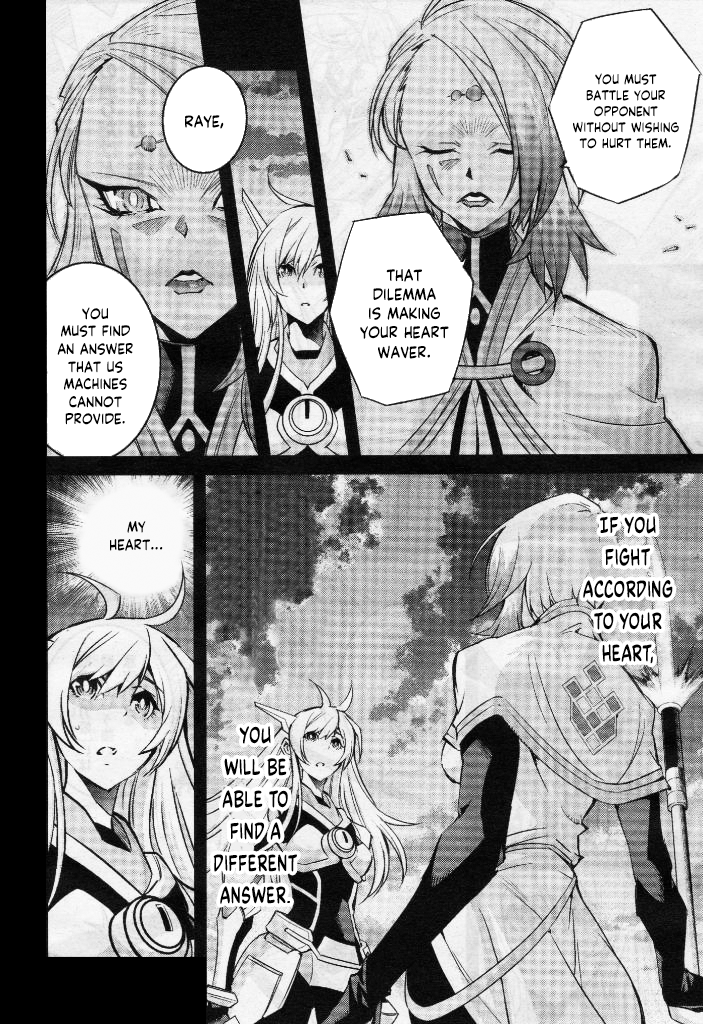 YOU MUST
BATTLE YOUR
OPPONENT
WITHOUT WISHING
TO HURT THEM.
THAT
DILEMMA
IS MAKING
YOUR HEART
WAVER.
RAYE,
YOU
MUST FIND
AN ANSWER
THAT US
MACHINES
CANNOT
PROVIDE.
IF YOU
FIGHT
ACCORDING
TO YOUR
HEART,
YOU
WILL BE
ABLE TO
FIND A
DIFFERENT
ANSWER.
MY
HEART...